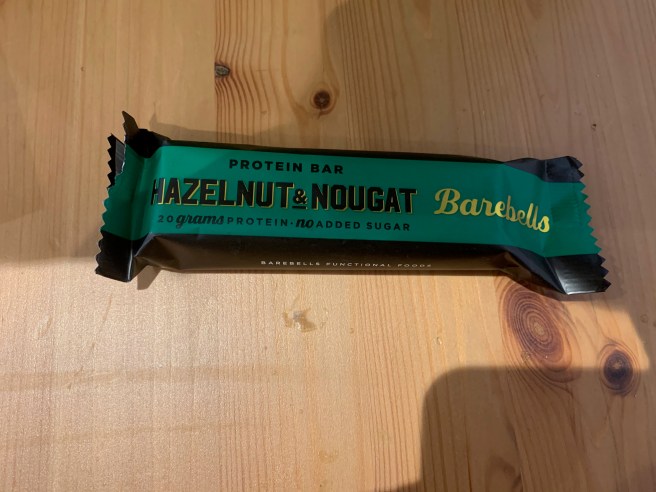 PROTEIN BAR
HAZELNUT & NOUGAT
Barebells
20 grams PROTEIN · no ADDED SUGAR
BAREBELLS FUNCTIONAL FOODS